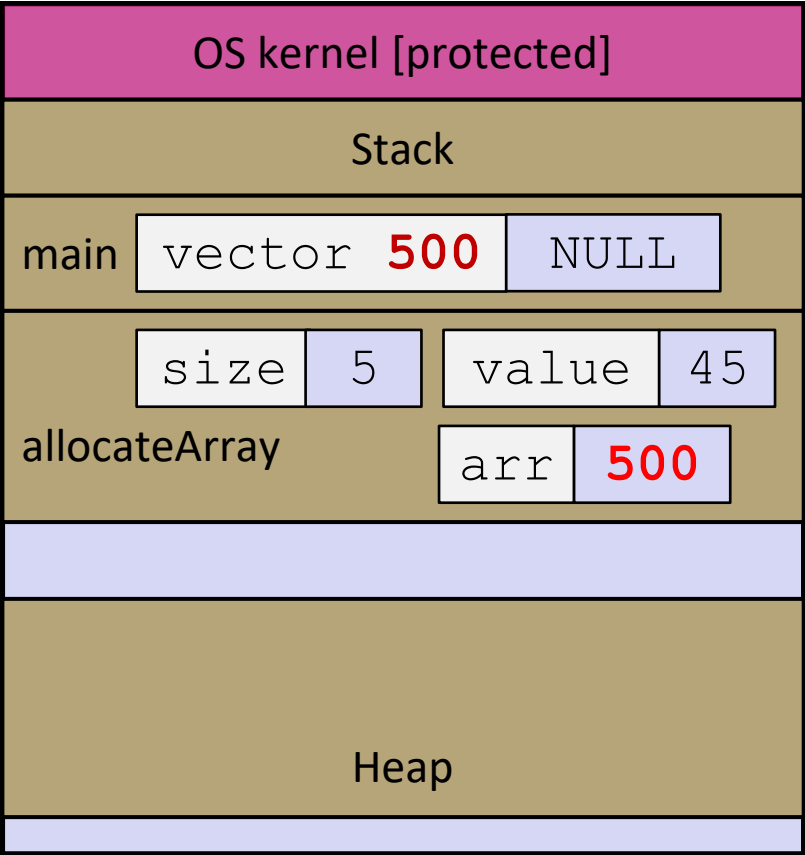 OS kernel [protected]
Stack
main vector 500 NULL
size 5 value 45
allocateArray
arr 500
Heap